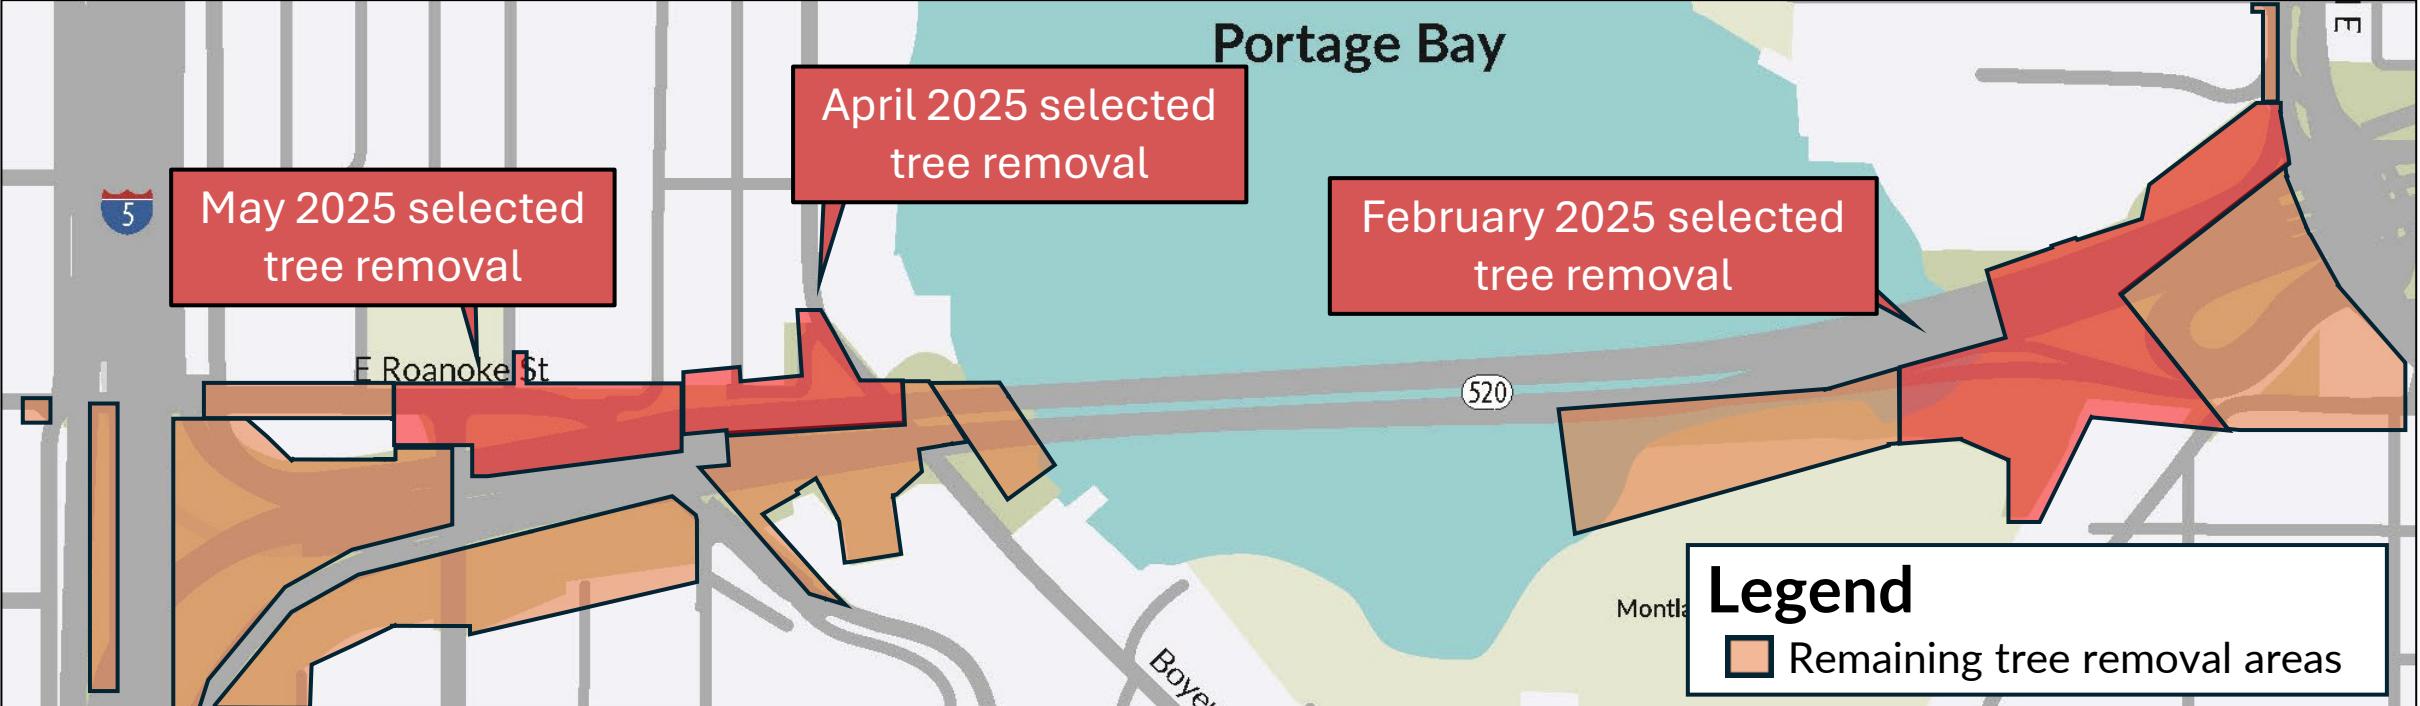 Portage Bay
E
April 2025 selected
tree removal
May 2025 selected
tree removal
February 2025 selected
tree removal
5
E Roanoke St
520
Legend
Remaining tree removal areas